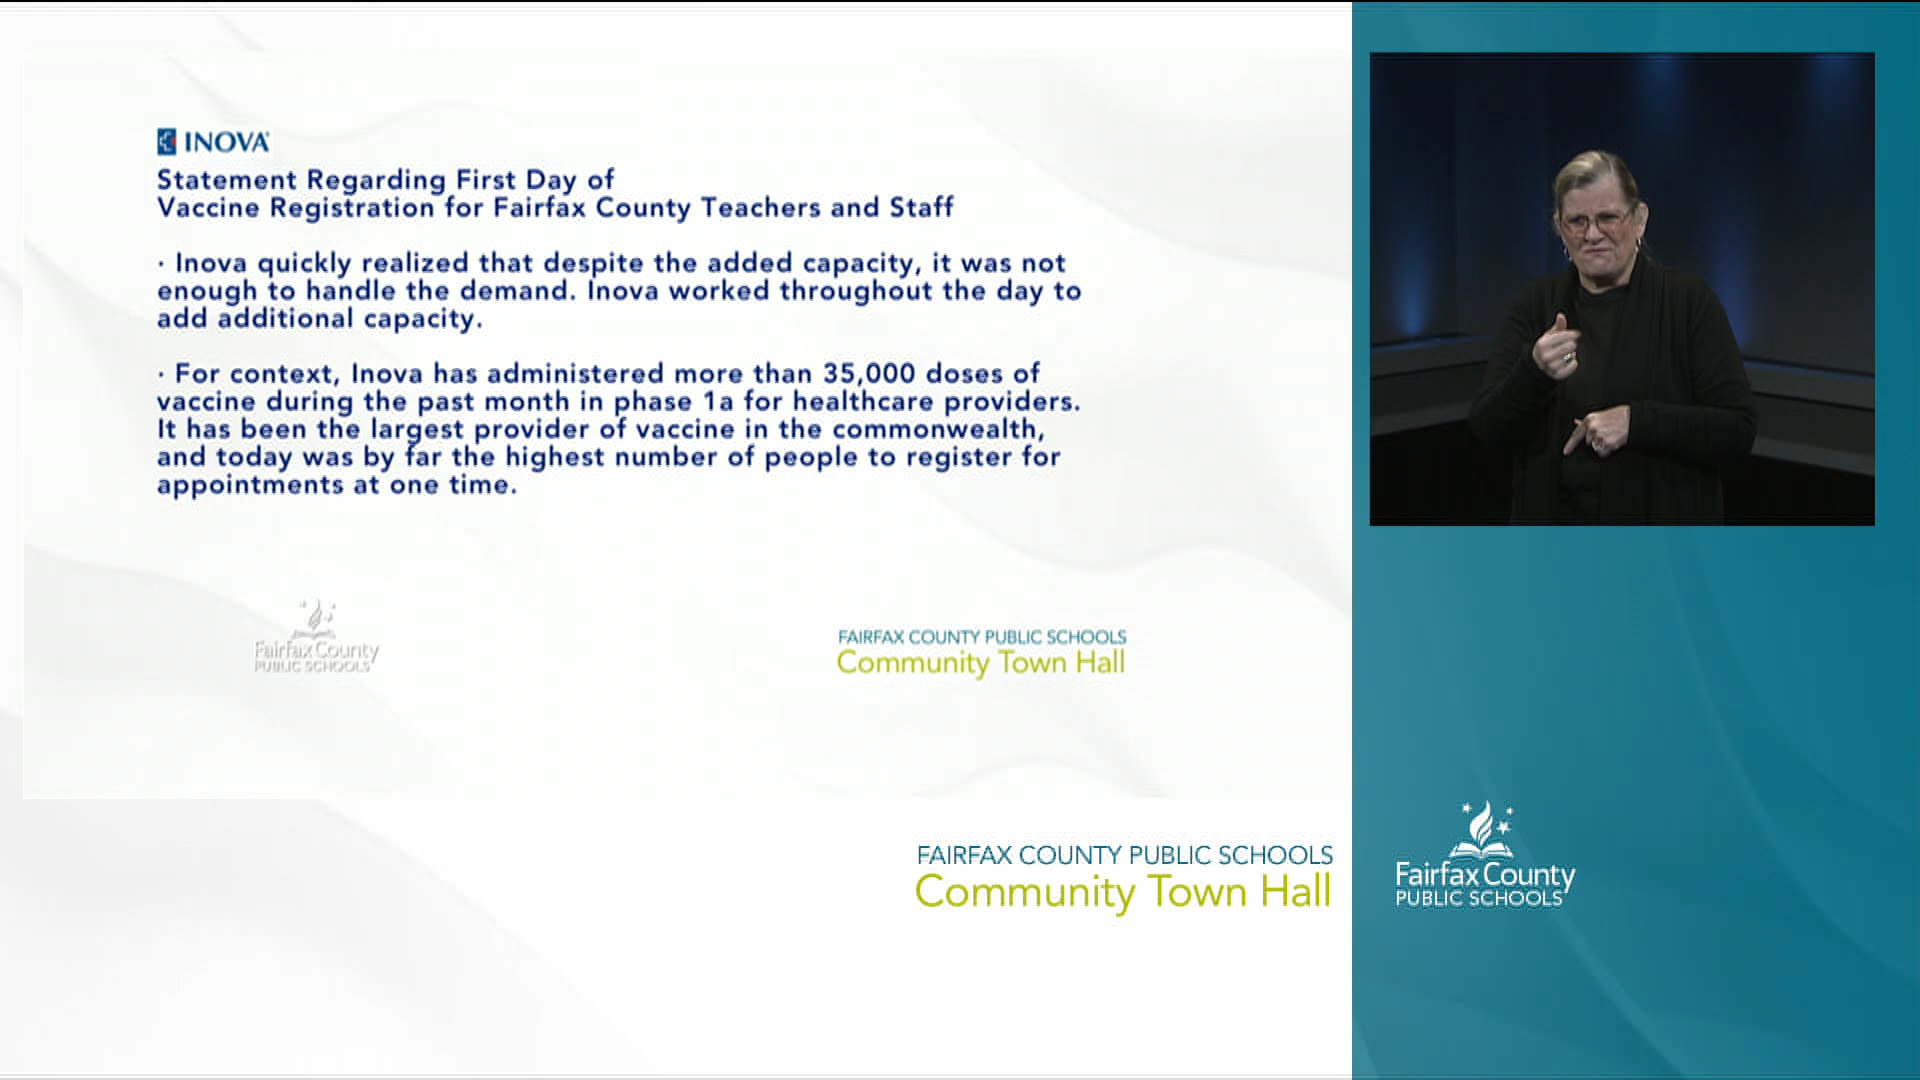 INOVA
Statement Regarding First Day of
Vaccine Registration for Fairfax County Teachers and Staff
· Inova quickly realized that despite the added capacity, it was not
enough to handle the demand. Inova worked throughout the day to
add additional capacity.
· For context, Inova has administered more than 35,000 doses of
vaccine during the past month in phase 1a for healthcare providers.
It has been the largest provider of vaccine in the commonwealth,
and today was by far the highest number of people to register for
appointments at one time.
Fairfax County
PUBLIC SCHOOLS
FAIRFAX COUNTY PUBLIC SCHOOLS
Community Town Hall
FAIRFAX COUNTY PUBLIC SCHOOLS
Community Town Hall
Fairfax County
PUBLIC SCHOOLS